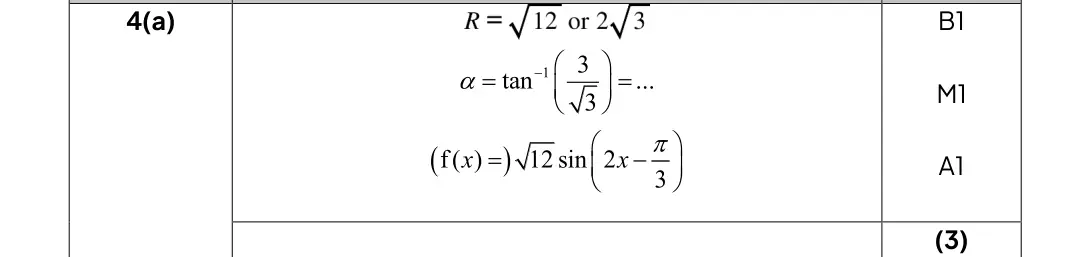 4(a) R = √12 or 2√3 B1
α = tan⁻¹(3/√3) = ... M1
(f(x) =) √12 sin(2x − π/3) A1
(3)